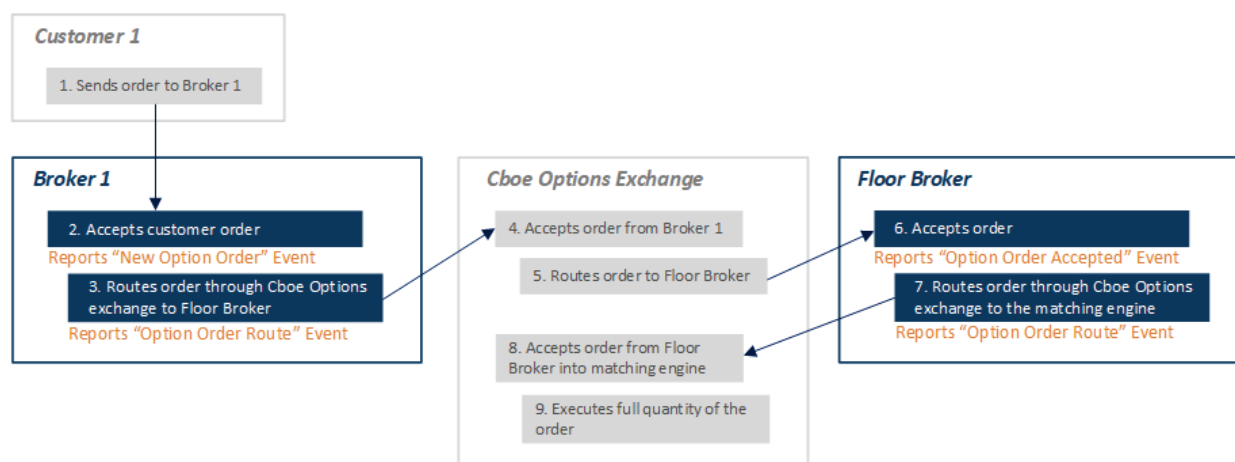 Customer 1
1. Sends order to Broker 1
Broker 1
2. Accepts customer order
Reports “New Option Order” Event
3. Routes order through Cboe Options
exchange to Floor Broker
Reports “Option Order Route” Event
Cboe Options Exchange
4. Accepts order from Broker 1
5. Routes order to Floor Broker
8. Accepts order from Floor
Broker into matching engine
9. Executes full quantity of the
order
Floor Broker
6. Accepts order
Reports “Option Order Accepted” Event
7. Routes order through Cboe Options
exchange to the matching engine
Reports “Option Order Route” Event